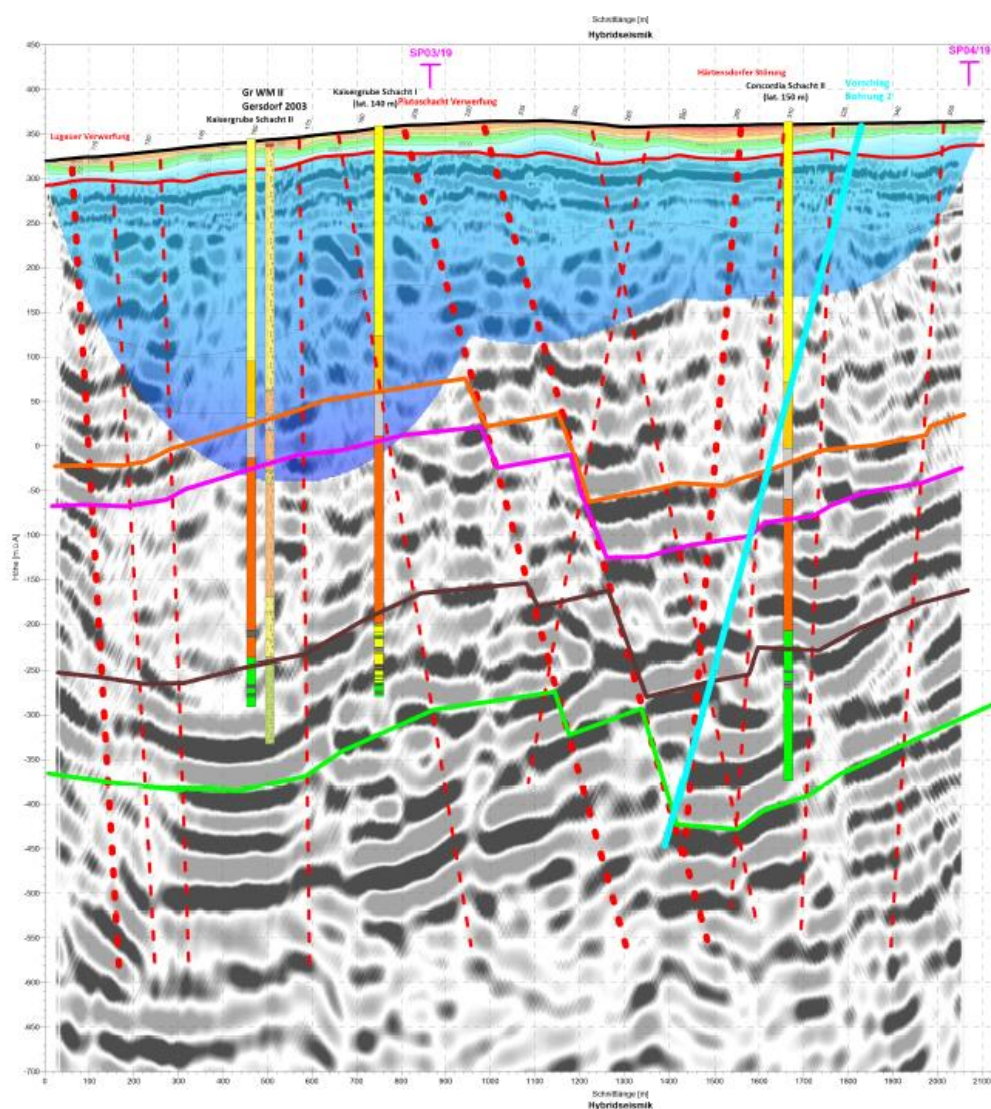 Schnittlänge [m]
Hybridseismik
SP03/19
SP04/19
Härtensdorfer Störung
Concordia Schacht II
(lat. 150 m)
Vorschlag
Bohrung 2
Gr WM II
Gersdorf 2003
Kaisergrube Schacht II
Kaisergrube Schacht I
(lat. 140 m)
Plutoschacht Verwerfung
Lugauer Verwerfung
Höhe [m ü.A]
450
400
350
300
250
200
150
100
50
0
-50
-100
-150
-200
-250
-300
-350
-400
-450
-500
-550
-600
-650
-700
0 100 200 300 400 500 600 700 800 900 1000 1100 1200 1300 1400 1500 1600 1700 1800 1900 2000 2100
Schnittlänge [m]
Hybridseismik